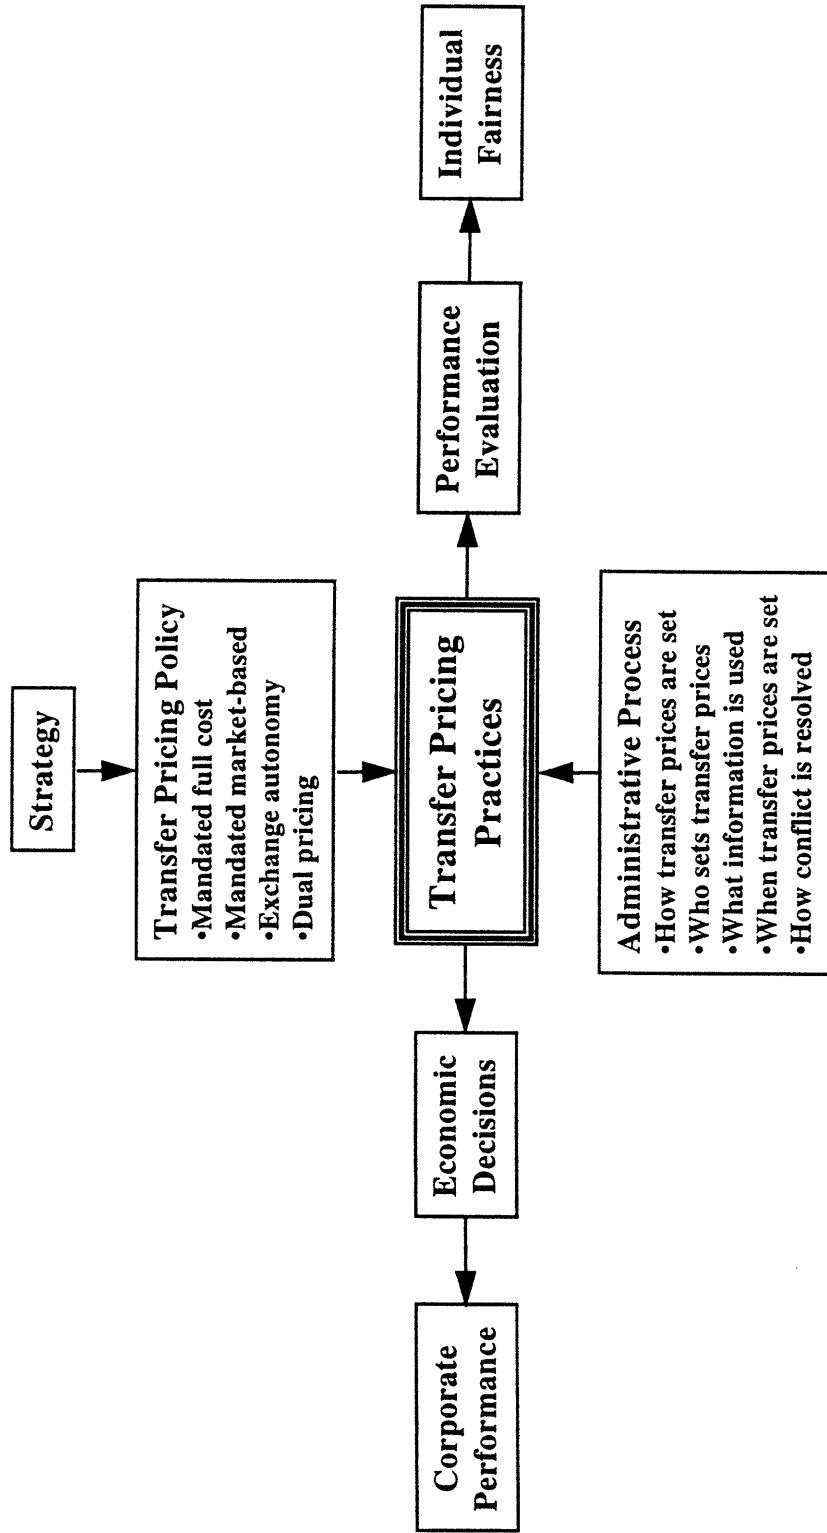 Strategy
Transfer Pricing Policy
•Mandated full cost
•Mandated market-based
•Exchange autonomy
•Dual pricing
Corporate
Performance
Economic
Decisions
Transfer Pricing
Practices
Performance
Evaluation
Individual
Fairness
Administrative Process
•How transfer prices are set
•Who sets transfer prices
•What information is used
•When transfer prices are set
•How conflict is resolved